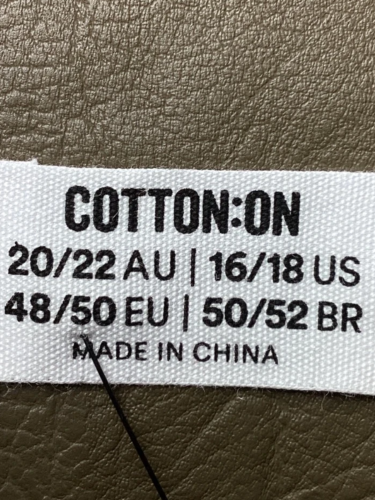 COTTON:ON
20/22 AU | 16/18 US
48/50 EU | 50/52 BR
MADE IN CHINA